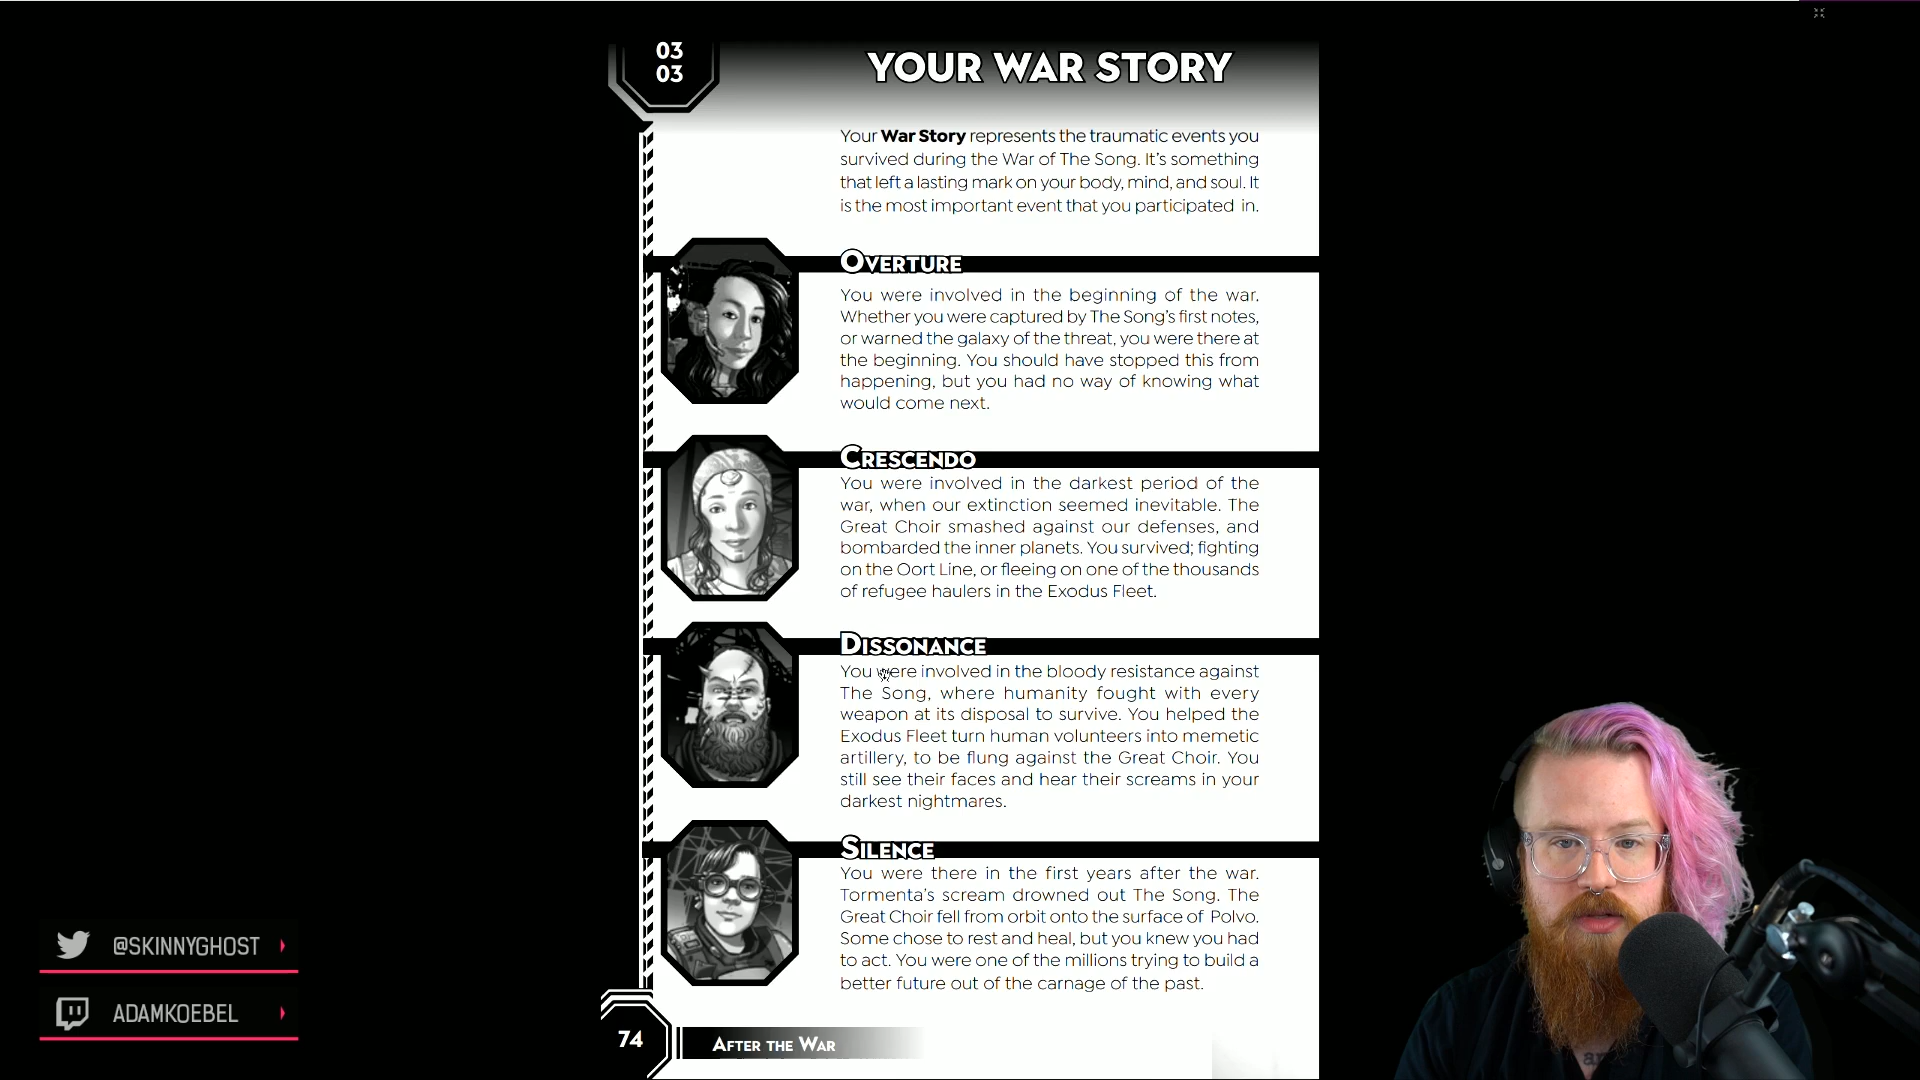 03
03
YOUR WAR STORY
Your War Story represents the traumatic events you
survived during the War of The Song. It's something
that left a lasting mark on your body, mind, and soul. It
is the most important event that you participated in.
OVERTURE
You were involved in the beginning of the war.
Whether you were captured by The Song's first notes,
or warned the galaxy of the threat, you were there at
the beginning. You should have stopped this from
happening, but you had no way of knowing what
would come next.
CRESCENDO
You were involved in the darkest period of the
war, when our extinction seemed inevitable. The
Great Choir smashed against our defenses, and
bombarded the inner planets. You survived; fighting
on the Oort Line, or fleeing on one of the thousands
of refugee haulers in the Exodus Fleet.
DISSONANCE
You were involved in the bloody resistance against
The Song, where humanity fought with every
weapon at its disposal to survive. You helped the
Exodus Fleet turn human volunteers into memetic
artillery, to be flung against the Great Choir. You
still see their faces and hear their screams in your
darkest nightmares.
SILENCE
You were there in the first years after the war.
Tormenta's scream drowned out The Song. The
Great Choir fell from orbit onto the surface of Polvo.
Some chose to rest and heal, but you knew you had
to act. You were one of the millions trying to build a
better future out of the carnage of the past.
74
AFTER THE WAR
@SKINNYGHOST
ADAMKOEBEL